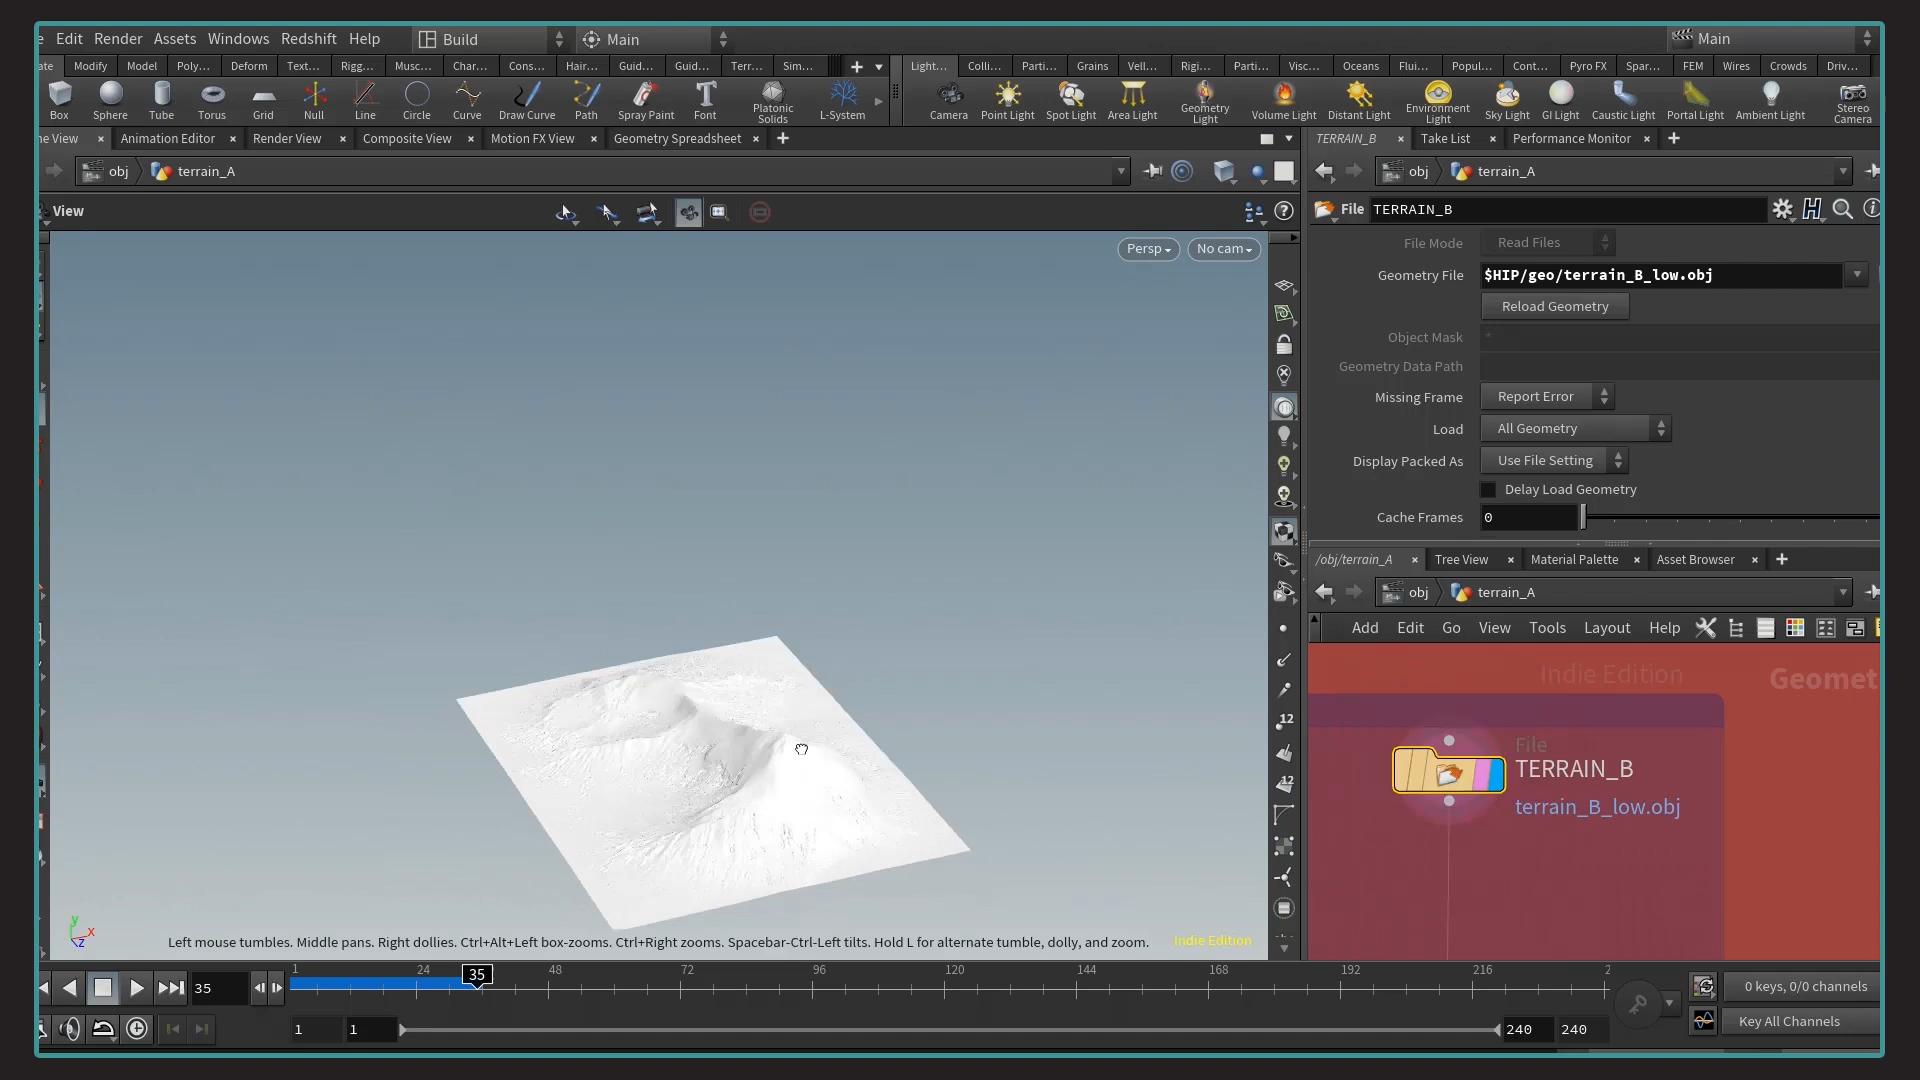 e Edit Render Assets Windows Redshift Help Build Main Main
ate Modify Model Poly... Deform Text... Rigg... Musc... Char... Cons... Hair... Guid... Guid... Terr... Sim... Light... Colli... Parti... Grains Vell... Rigi... Parti... Visc... Oceans Flui... Popul... Cont... Pyro FX Spar... FEM Wires Crowds Driv...
Box Sphere Tube Torus Grid Null Line Circle Curve Draw Curve Path Spray Paint Font Platonic Solids L-System Camera Point Light Spot Light Area Light Geometry Light Volume Light Distant Light Environment Light Sky Light GI Light Caustic Light Portal Light Ambient Light Stereo Camera
ne View Animation Editor Render View Composite View Motion FX View Geometry Spreadsheet
obj terrain_A
View
Persp No cam
TERRAIN_B Take List Performance Monitor
obj terrain_A
File TERRAIN_B
File Mode Read Files
Geometry File $HIP/geo/terrain_B_low.obj
Reload Geometry
Object Mask *
Geometry Data Path
Missing Frame Report Error
Load All Geometry
Display Packed As Use File Setting
Delay Load Geometry
Cache Frames 0
12
12
/obj/terrain_A Tree View Material Palette Asset Browser
obj terrain_A
Add Edit Go View Tools Layout Help
Indie Edition Geomet
File
TERRAIN_B
terrain_B_low.obj
y
x
z
Left mouse tumbles. Middle pans. Right dollies. Ctrl+Alt+Left box-zooms. Ctrl+Right zooms. Spacebar-Ctrl-Left tilts. Hold L for alternate tumble, dolly, and zoom.
Indie Edition
35 1 24 35 48 72 96 120 144 168 192 216 2
0 keys, 0/0 channels
1 1 240 240
Key All Channels